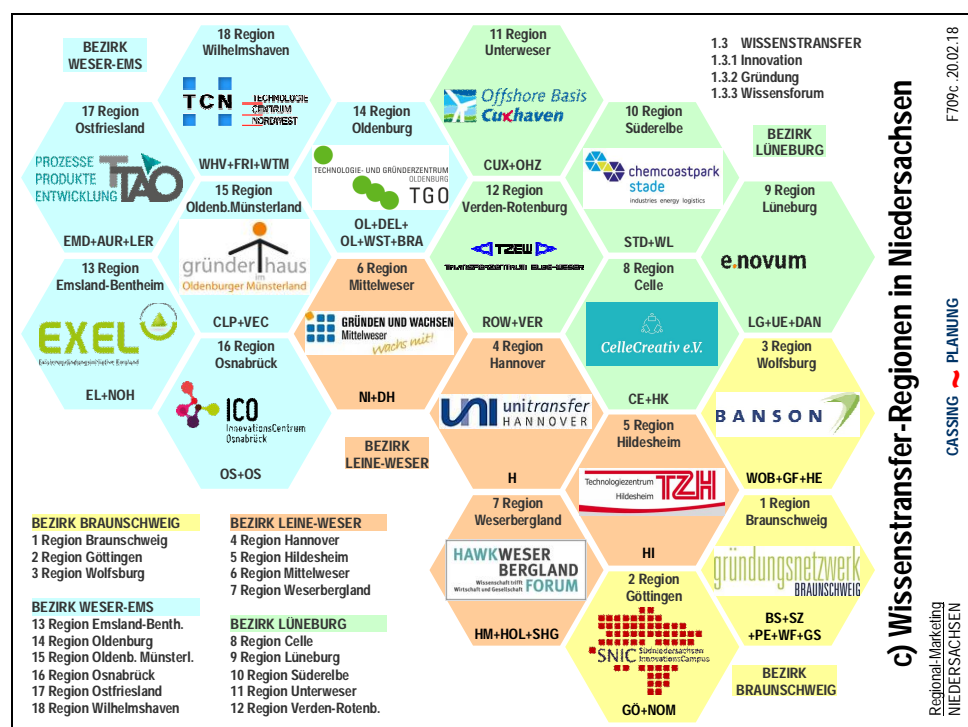 BEZIRK
WESER-EMS
18 Region
Wilhelmshaven
TCN TECHNOLOGIE
CENTRUM
NORDWEST
WHV+FRI+WTM
11 Region
Unterweser
Offshore Basis
Cuxhaven
CUX+OHZ
1.3 WISSENSTRANSFER
1.3.1 Innovation
1.3.2 Gründung
1.3.3 Wissensforum
17 Region
Ostfriesland
PROZESSE
PRODUKTE
ENTWICKLUNG
TTAO
EMD+AUR+LER
14 Region
Oldenburg
TECHNOLOGIE- UND GRÜNDERZENTRUM
OLDENBURG
TGO
OL+DEL+
OL+WST+BRA
10 Region
Süderelbe
chemcoastpark
stade
industries energy logistics
STD+WL
BEZIRK
LÜNEBURG
15 Region
Oldenb.Münsterland
gründerhaus
im
Oldenburger Münsterland
CLP+VEC
12 Region
Verden-Rotenburg
TZEW
TRANSFERZENTRUM ELBE-WESER
ROW+VER
9 Region
Lüneburg
e.novum
LG+UE+DAN
13 Region
Emsland-Bentheim
EXEL
Existenzgründungsinitiative Emsland
EL+NOH
6 Region
Mittelweser
GRÜNDEN UND WACHSEN
Mittelweser
wachs mit!
NI+DH
8 Region
Celle
CelleCreativ e.V.
CE+HK
16 Region
Osnabrück
ICO
InnovationsCentrum
Osnabrück
OS+OS
4 Region
Hannover
UNI unitransfer
HANNOVER
H
3 Region
Wolfsburg
BANSON
WOB+GF+HE
BEZIRK
LEINE-WESER
5 Region
Hildesheim
Technologiezentrum
Hildesheim
TZH
HI
7 Region
Weserbergland
HAWK WESER
BERGLAND
FORUM
Wissenschaft trifft
Wirtschaft und Gesellschaft
HM+HOL+SHG
1 Region
Braunschweig
gründungsnetzwerk
BRAUNSCHWEIG
BS+SZ
+PE+WF+GS
2 Region
Göttingen
SNIC Südniedersachsen
InnovationsCampus
GÖ+NOM
BEZIRK
BRAUNSCHWEIG
BEZIRK BRAUNSCHWEIG
1 Region Braunschweig
2 Region Göttingen
3 Region Wolfsburg
BEZIRK WESER-EMS
13 Region Emsland-Benth.
14 Region Oldenburg
15 Region Oldenb. Münsterl.
16 Region Osnabrück
17 Region Ostfriesland
18 Region Wilhelmshaven
BEZIRK LEINE-WESER
4 Region Hannover
5 Region Hildesheim
6 Region Mittelweser
7 Region Weserbergland
BEZIRK LÜNEBURG
8 Region Celle
9 Region Lüneburg
10 Region Süderelbe
11 Region Unterweser
12 Region Verden-Rotenb.
c) Wissenstransfer-Regionen in Niedersachsen
F709c .20.02.18
CASSING ~ PLANUNG
Regional-Marketing
NIEDERSACHSEN